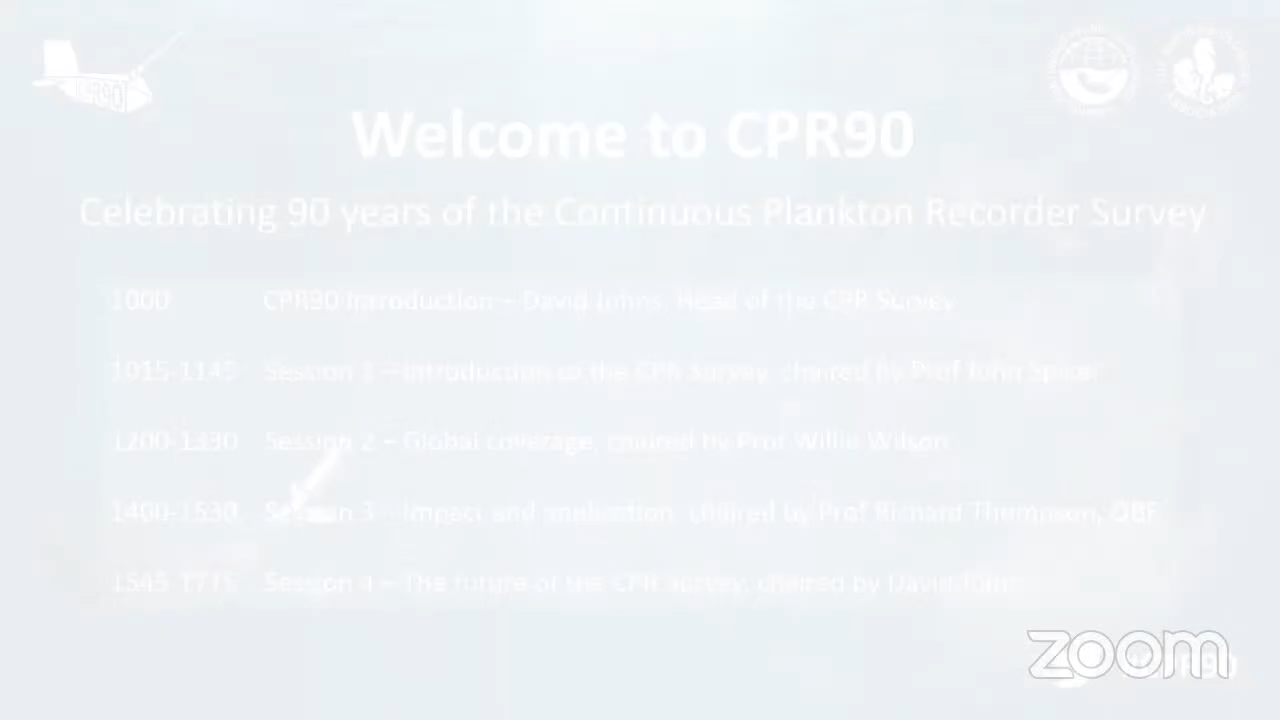 CPR90
Welcome to CPR90
Celebrating 90 years of the Continuous Plankton Recorder Survey
1000 CPR90 Introduction – David Johns, Head of the CPR Survey
1015-1145 Session 1 – Introduction to the CPR Survey, chaired by Prof John Spicer
1200-1330 Session 2 – Global coverage, chaired by Prof Willie Wilson
1400-1530 Session 3 – Impact and application, chaired by Prof Richard Thompson, OBE
1545-1715 Session 4 – The future of the CPR Survey, chaired by David Johns
zoom